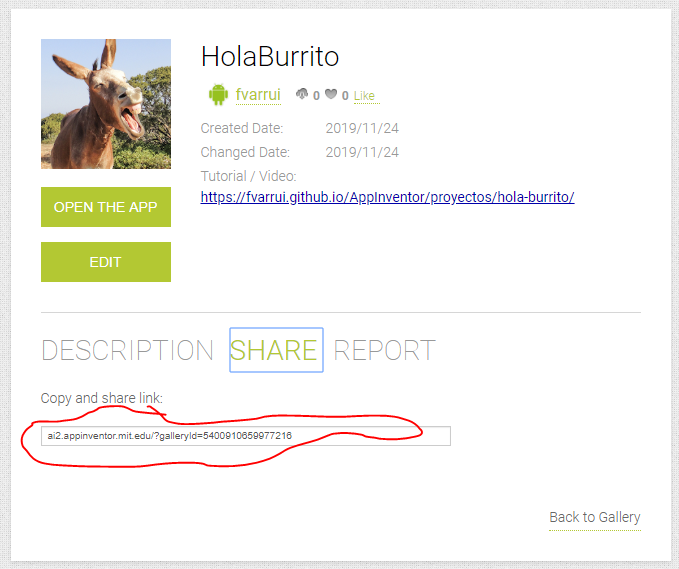 HolaBurrito
fvarrui 0 0 Like
Created Date: 2019/11/24
Changed Date: 2019/11/24
Tutorial / Video:
https://fvarrui.github.io/AppInventor/proyectos/hola-burrito/
OPEN THE APP
EDIT
DESCRIPTION SHARE REPORT
Copy and share link:
ai2.appinventor.mit.edu/?galleryId=5400910659977216
Back to Gallery